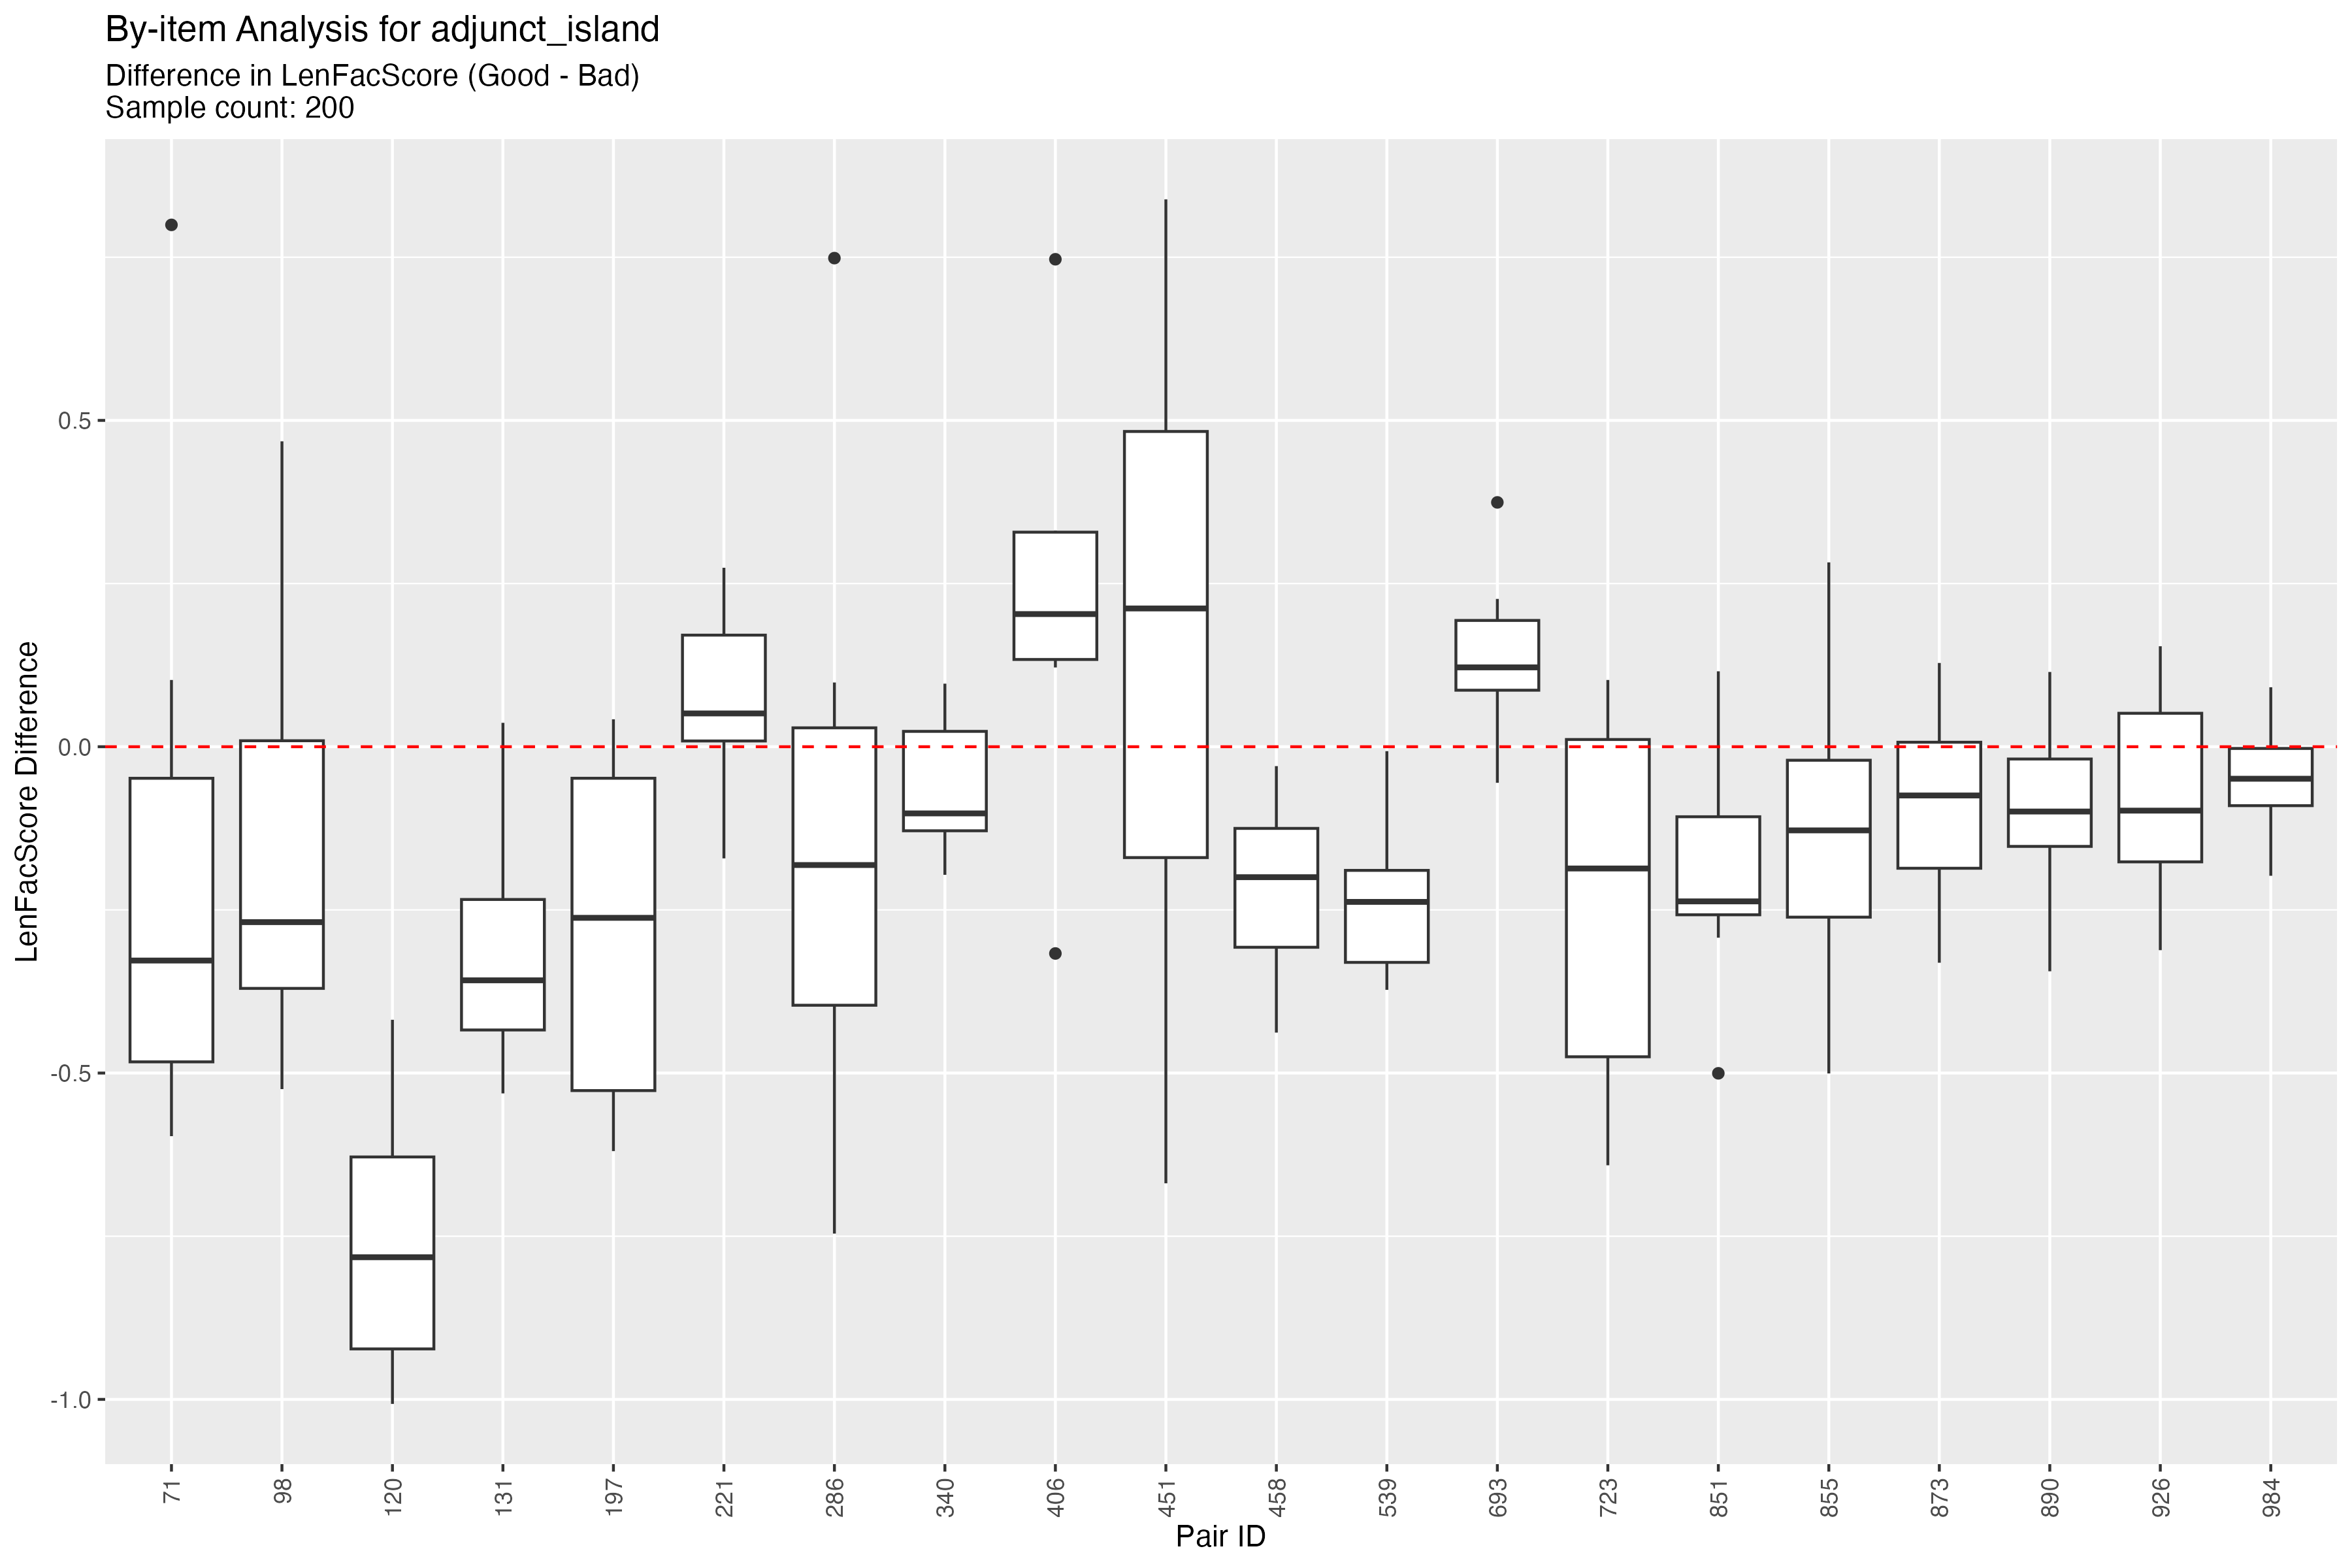 By-item Analysis for adjunct_island
Difference in LenFacScore (Good - Bad)
Sample count: 200
LenFacScore Difference
0.5
0.0
-0.5
-1.0
71 98 120 131 197 221 286 340 406 451 458 539 693 723 851 855 873 890 926 984
Pair ID